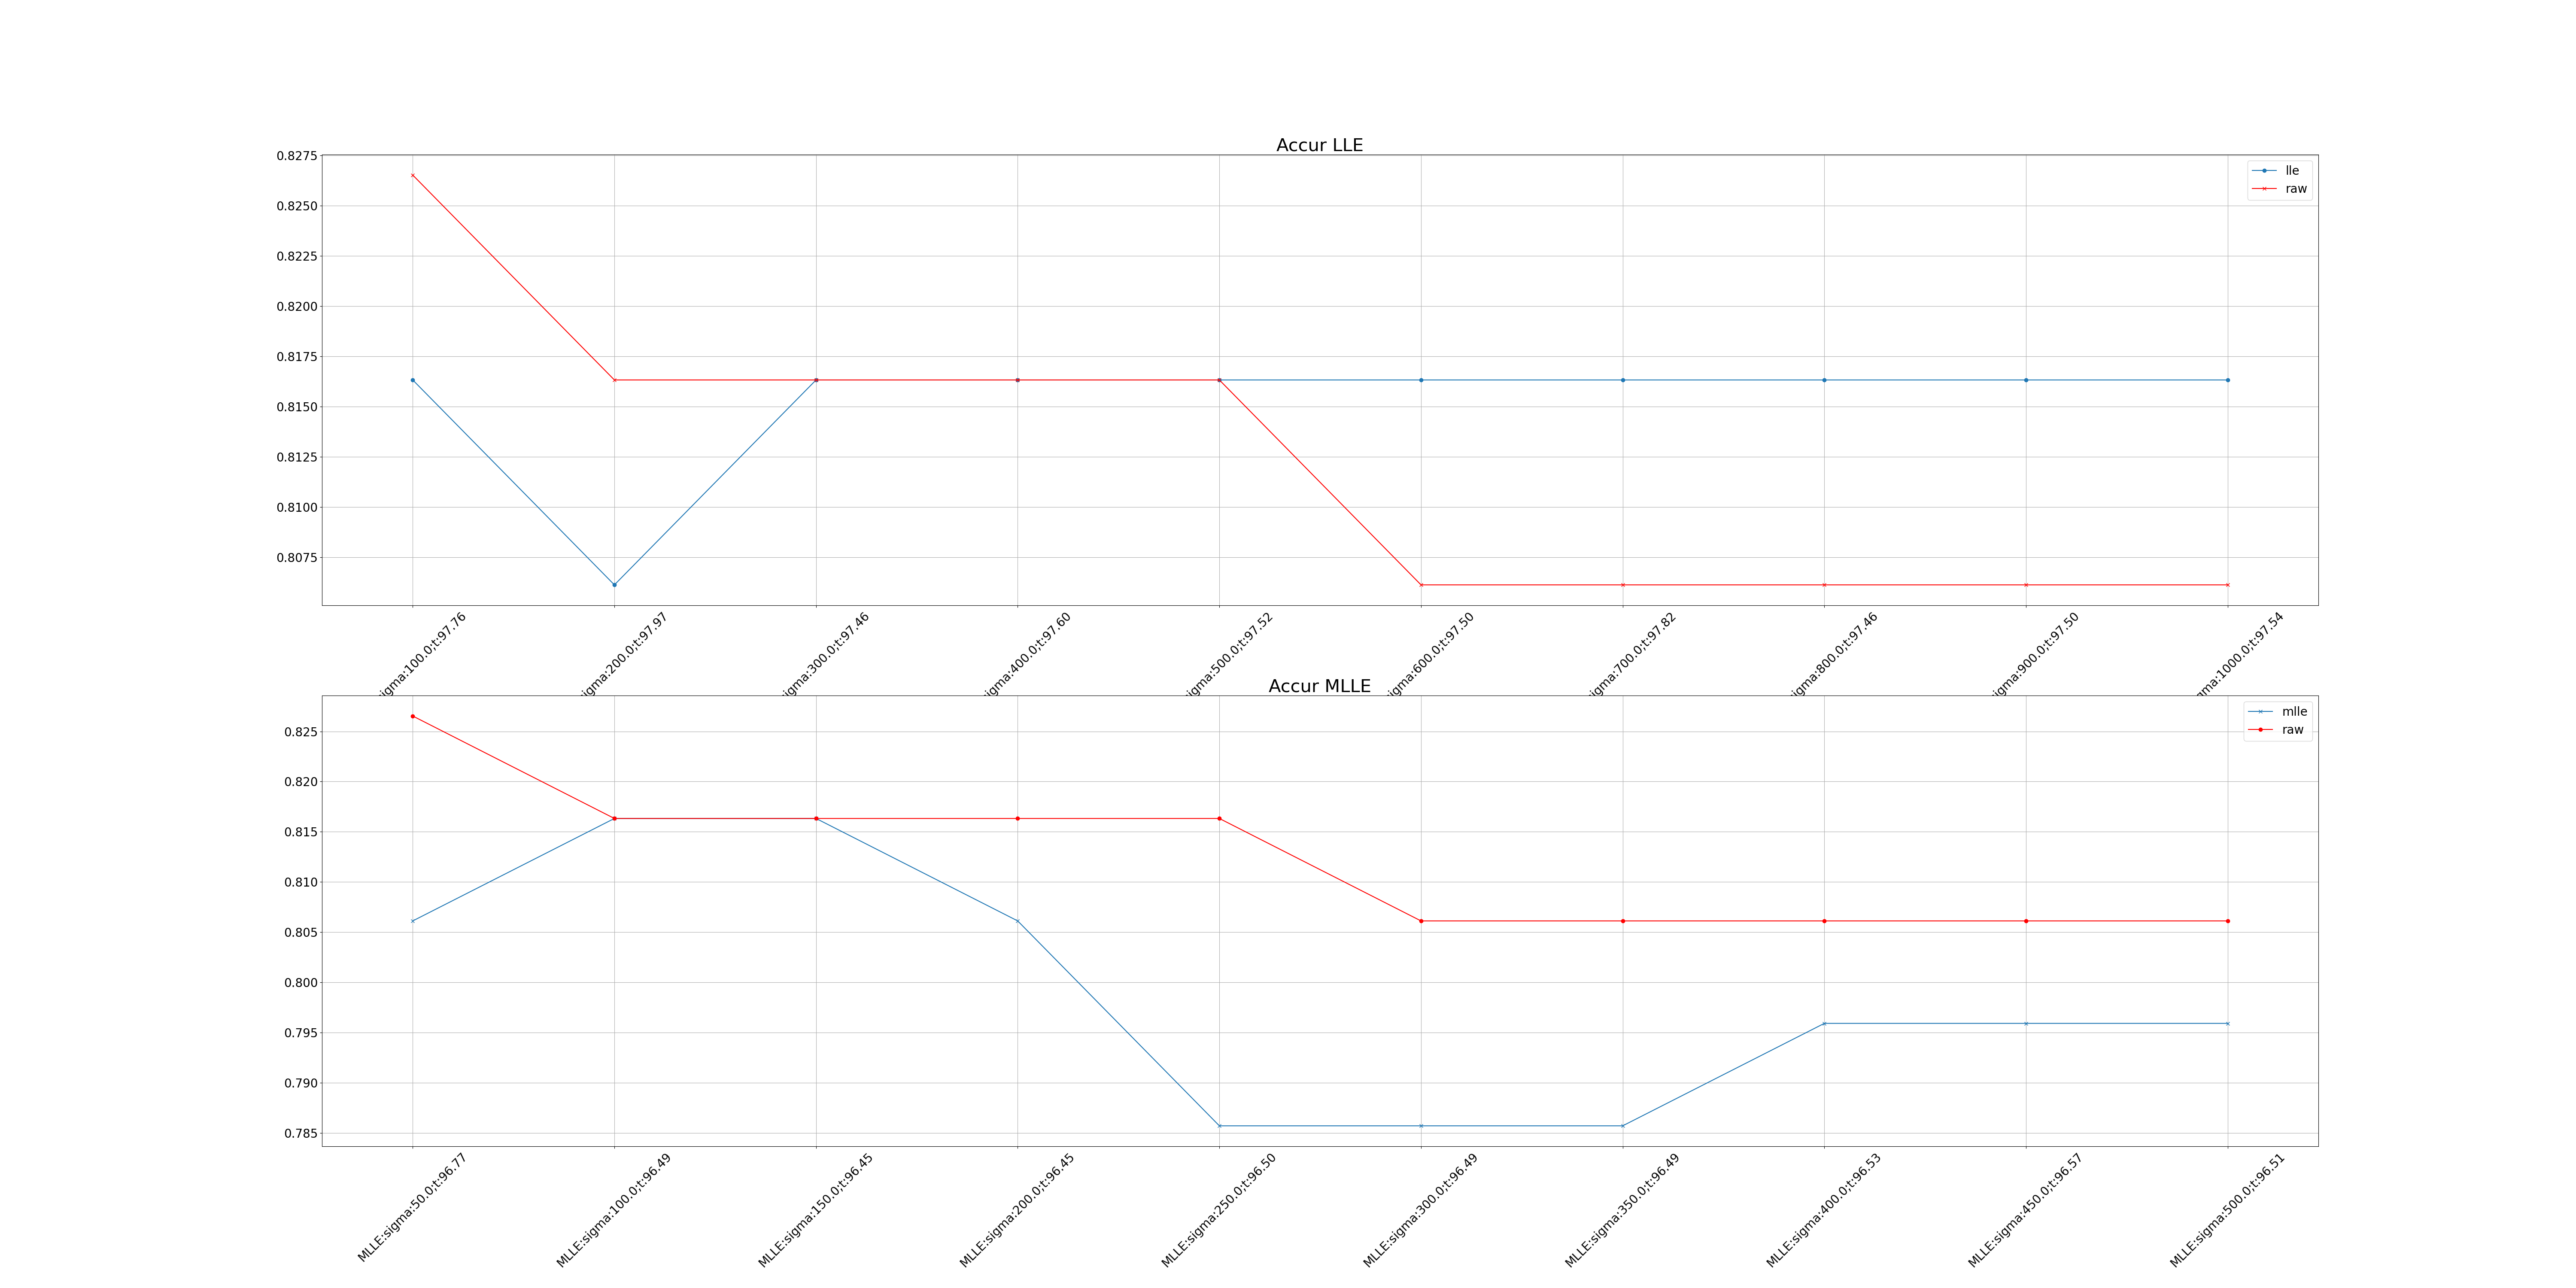 Accur LLE
lle
raw
0.8275
0.8250
0.8225
0.8200
0.8175
0.8150
0.8125
0.8100
0.8075
igma:100.0;t:97.76
igma:200.0;t:97.97
sigma:300.0;t:97.46
igma:400.0;t:97.60
sigma:500.0;t:97.52
igma:600.0;t:97.50
sigma:700.0;t:97.82
igma:800.0;t:97.46
sigma:900.0;t:97.50
gma:1000.0;t:97.54
Accur MLLE
mlle
raw
0.825
0.820
0.815
0.810
0.805
0.800
0.795
0.790
0.785
MLLE:sigma:50.0;t:96.77
MLLE:sigma:100.0;t:96.49
MLLE:sigma:150.0;t:96.45
MLLE:sigma:200.0;t:96.45
MLLE:sigma:250.0;t:96.50
MLLE:sigma:300.0;t:96.49
MLLE:sigma:350.0;t:96.49
MLLE:sigma:400.0;t:96.53
MLLE:sigma:450.0;t:96.57
MLLE:sigma:500.0;t:96.51